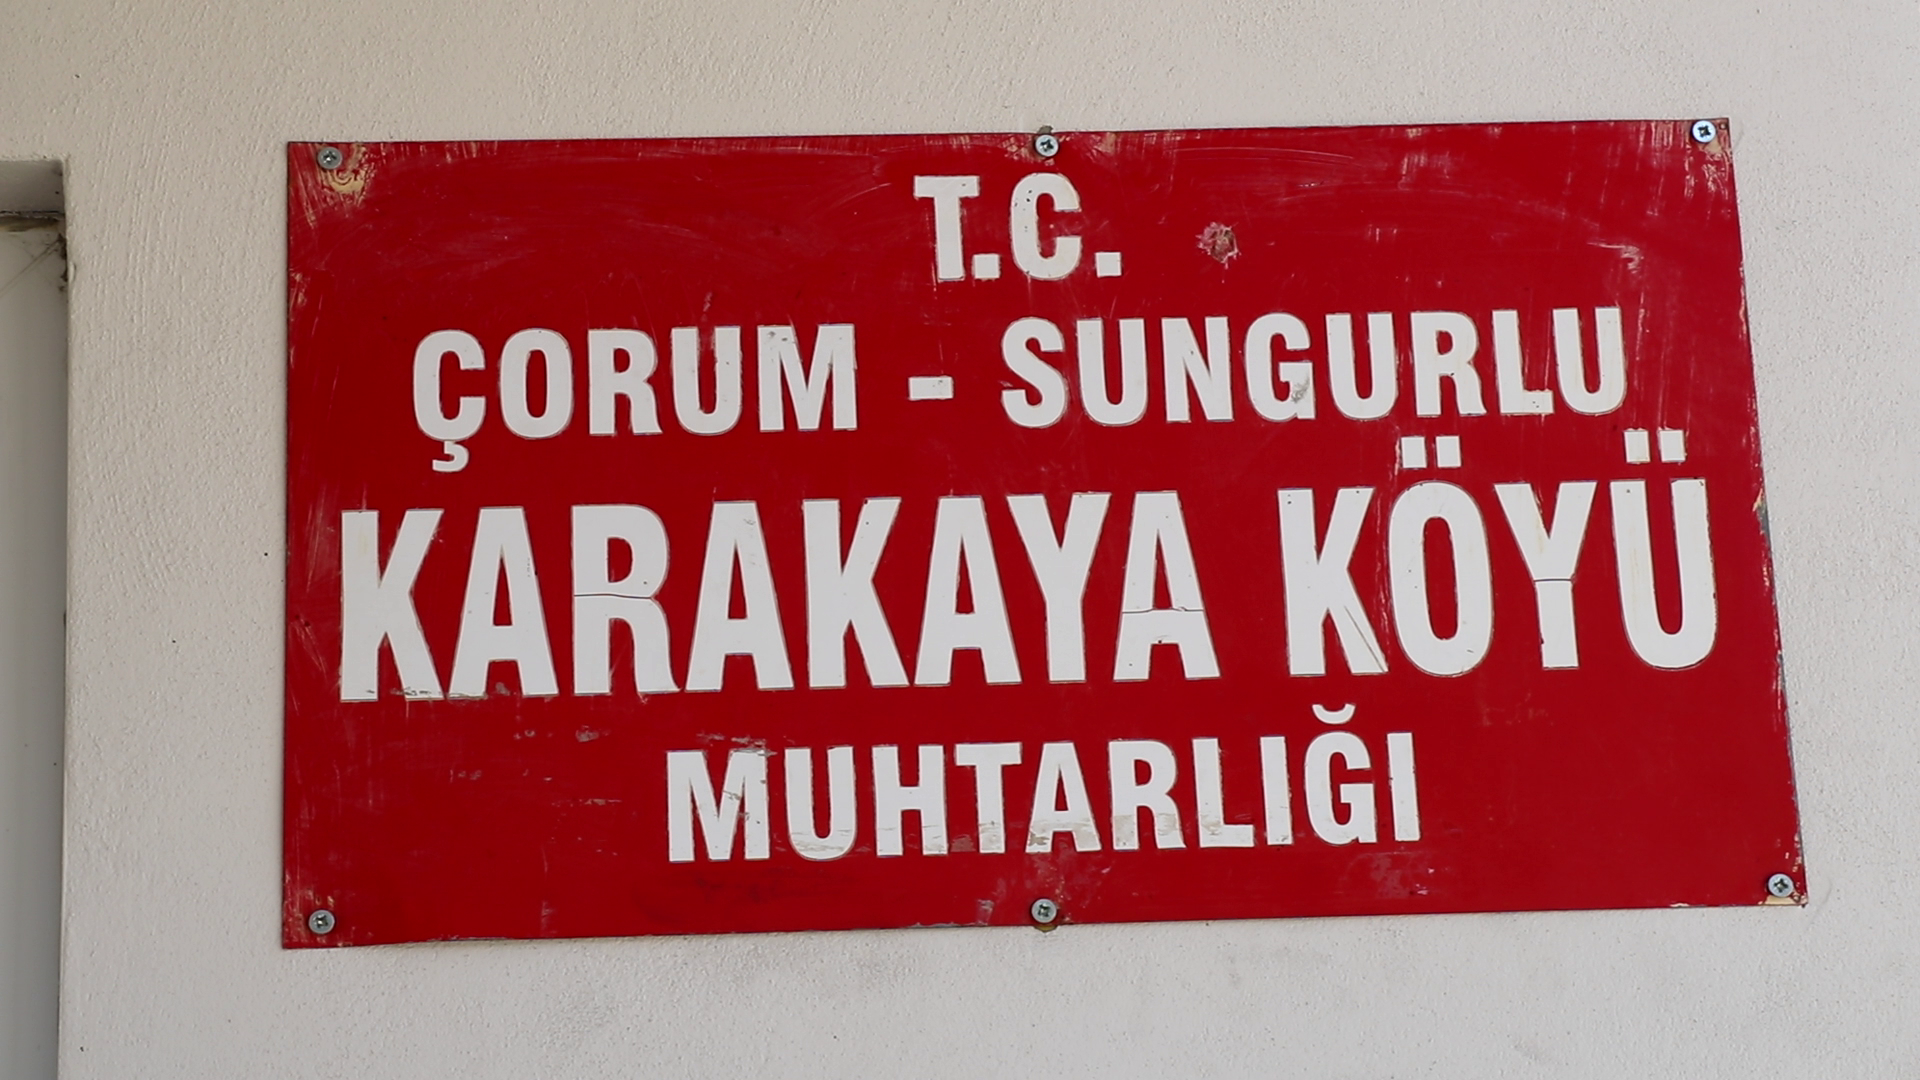 T.C.
ÇORUM - SUNGURLU
KARAKAYA KÖYÜ
MUHTARLIĞI